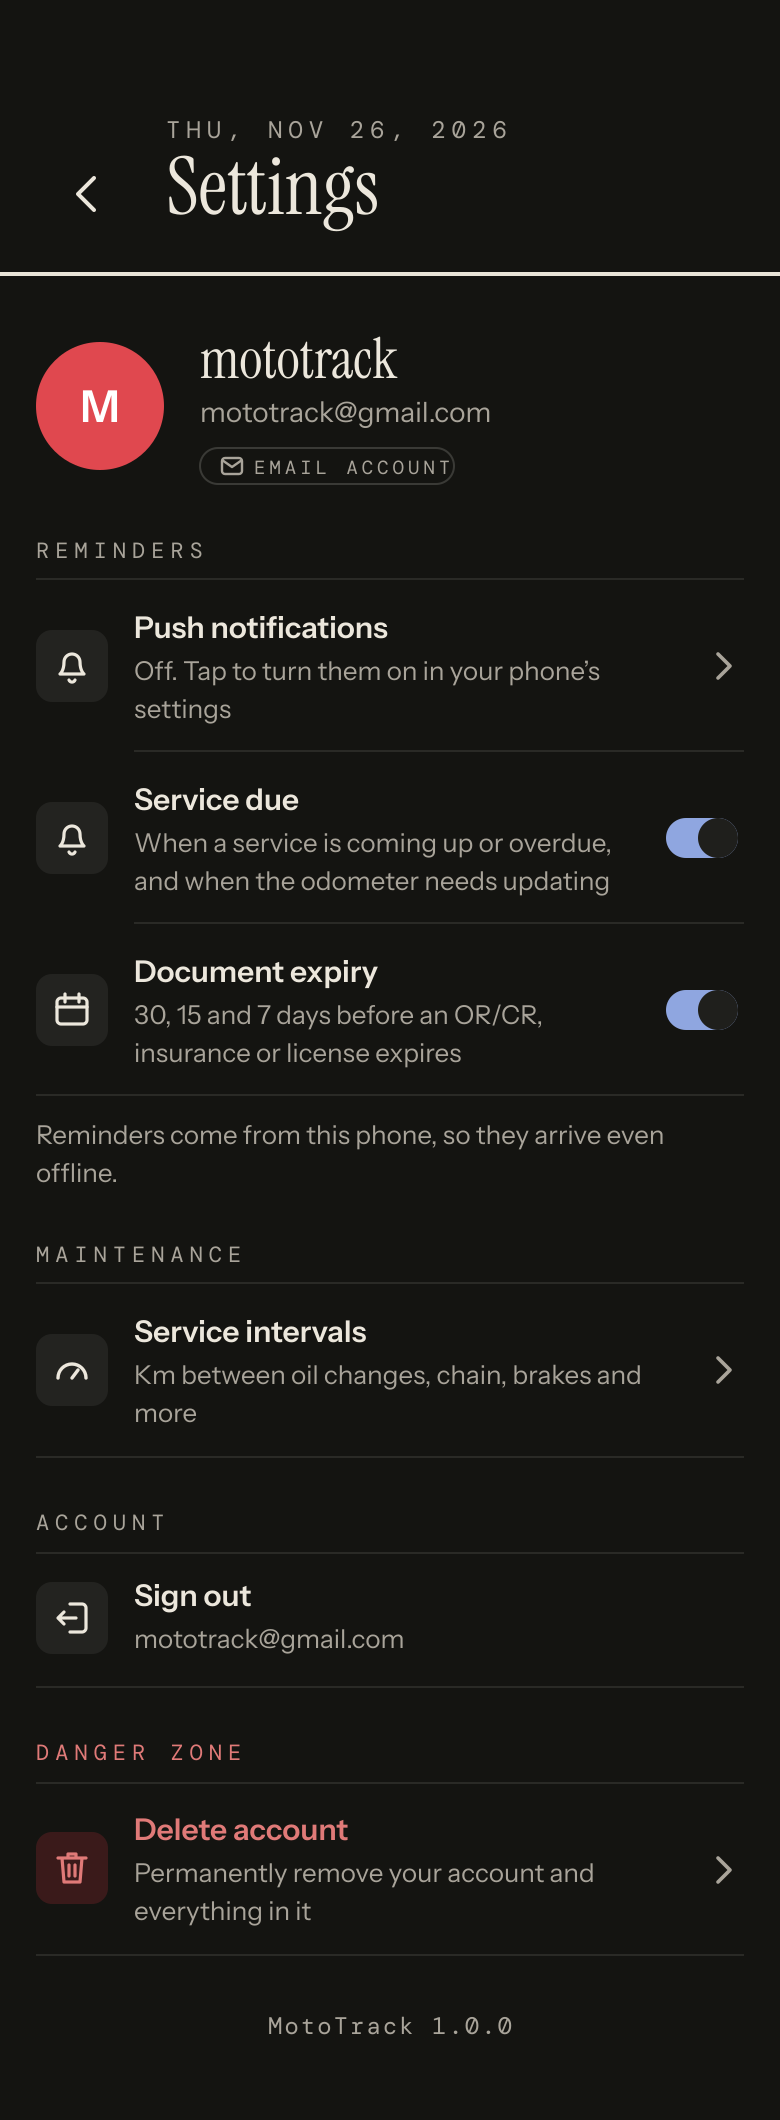 THU, NOV 26, 2026
Settings
M
mototrack
mototrack@gmail.com
EMAIL ACCOUNT
REMINDERS
Push notifications
Off. Tap to turn them on in your phone’s
settings
Service due
When a service is coming up or overdue,
and when the odometer needs updating
Document expiry
30, 15 and 7 days before an OR/CR,
insurance or license expires
Reminders come from this phone, so they arrive even
offline.
MAINTENANCE
Service intervals
Km between oil changes, chain, brakes and
more
ACCOUNT
Sign out
mototrack@gmail.com
DANGER ZONE
Delete account
Permanently remove your account and
everything in it
MotoTrack 1.0.0